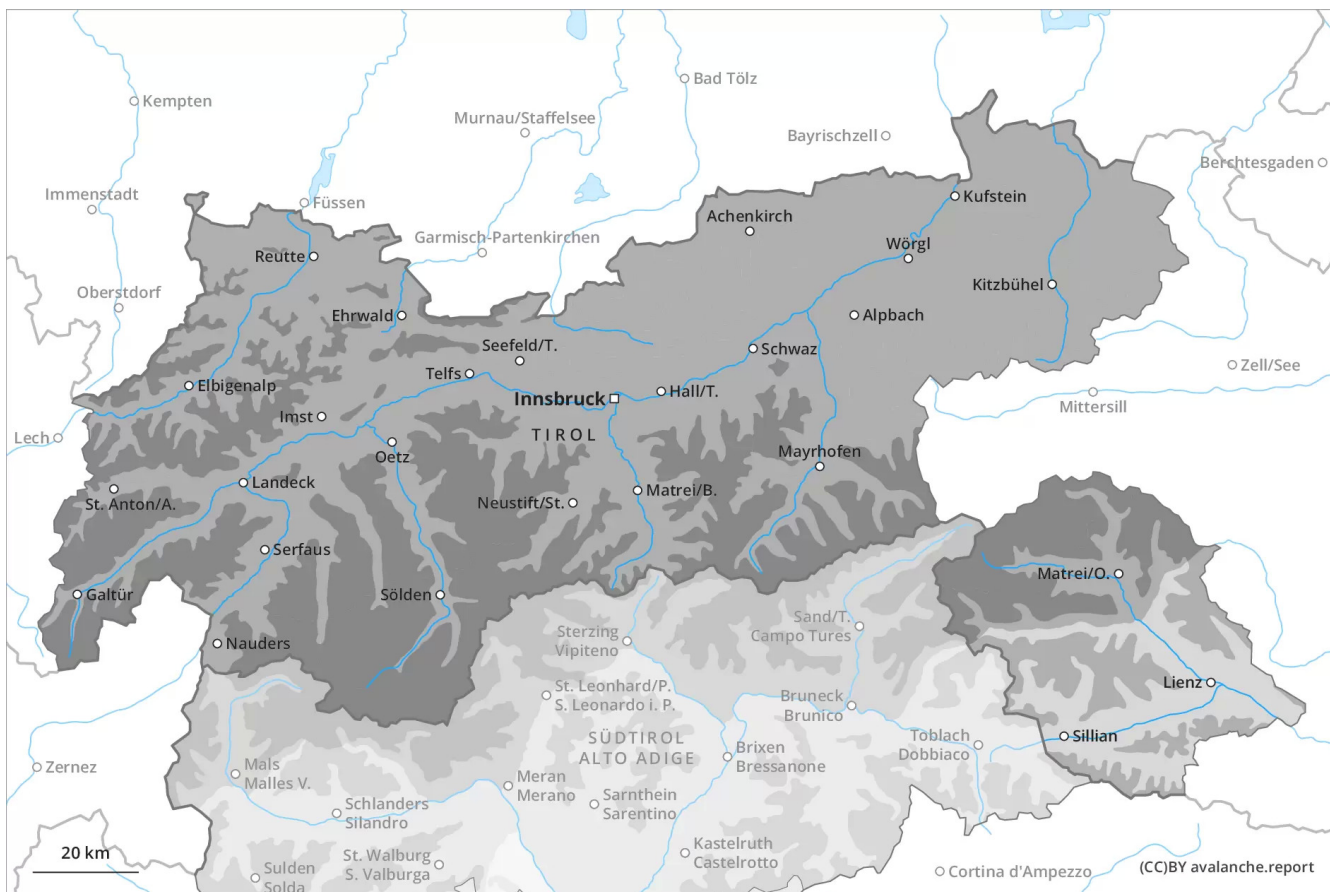 Bad Tölz
Kempten
Murnau/Staffelsee
Bayrischzell
Berchtesgaden
Immenstadt
Füssen
Kufstein
Achenkirch
Garmisch-Partenkirchen
Wörgl
Reutte
Kitzbühel
Oberstdorf
Ehrwald
Alpbach
Seefeld/T.
Schwaz
Zell/See
Telfs
Elbigenalp
Innsbruck
Hall/T.
Mittersill
Imst
TIROL
Lech
Oetz
Mayrhofen
Landeck
Matrei/B.
St. Anton/A.
Neustift/St.
Serfaus
Matrei/O.
Galtür
Sölden
Sand/T.
Campo Tures
Sterzing
Vipiteno
Nauders
Lienz
St. Leonhard/P.
S. Leonardo i. P.
Bruneck
Brunico
Sillian
SÜDTIROL
ALTO ADIGE
Toblach
Dobbiaco
Brixen
Bressanone
Zernez
Mals
Malles V.
Meran
Merano
Sarnthein
Sarentino
Schlanders
Silandro
Kastelruth
Castelrotto
20 km
St. Walburg
S. Valburga
Sulden
Solda
Cortina d'Ampezzo
(CC)BY avalanche.report